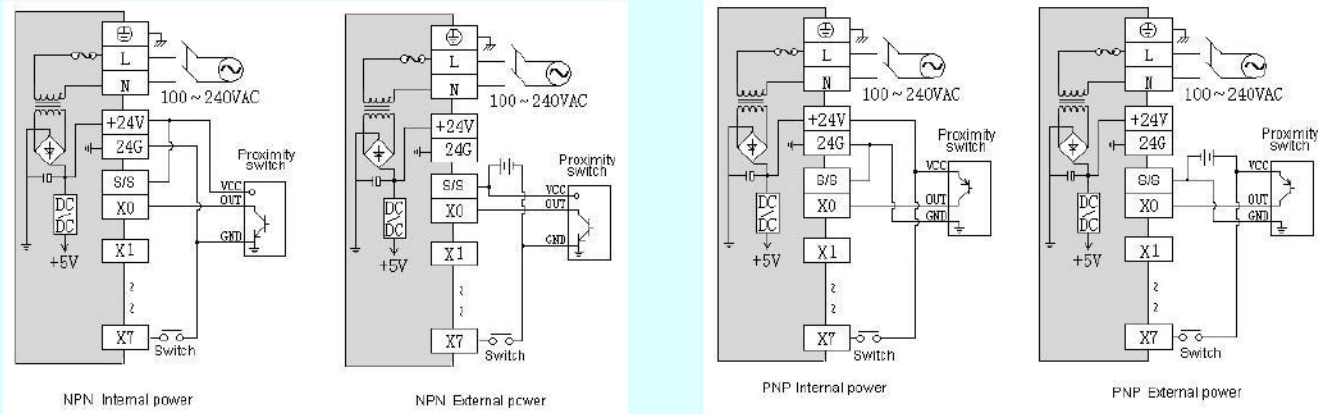 L
N
100～240VAC
+24V
24G
S/S
X0
X1
≀
≀
X7
DC
DC
+5V
Proximity
switch
VCC
OUT
GND
Switch
NPN Internal power
L
N
100～240VAC
+24V
24G
S/S
X0
X1
≀
≀
X7
DC
DC
+5V
Proximity
switch
VCC
OUT
GND
Switch
NPN External power
L
N
100～240VAC
+24V
24G
S/S
X0
X1
≀
≀
X7
DC
DC
+5V
Proximity
switch
VCC
OUT
GND
Switch
PNP Internal power
L
N
100～240VAC
+24V
24G
S/S
X0
X1
≀
≀
X7
DC
DC
+5V
Proximity
switch
VCC
OUT
GND
Switch
PNP External power